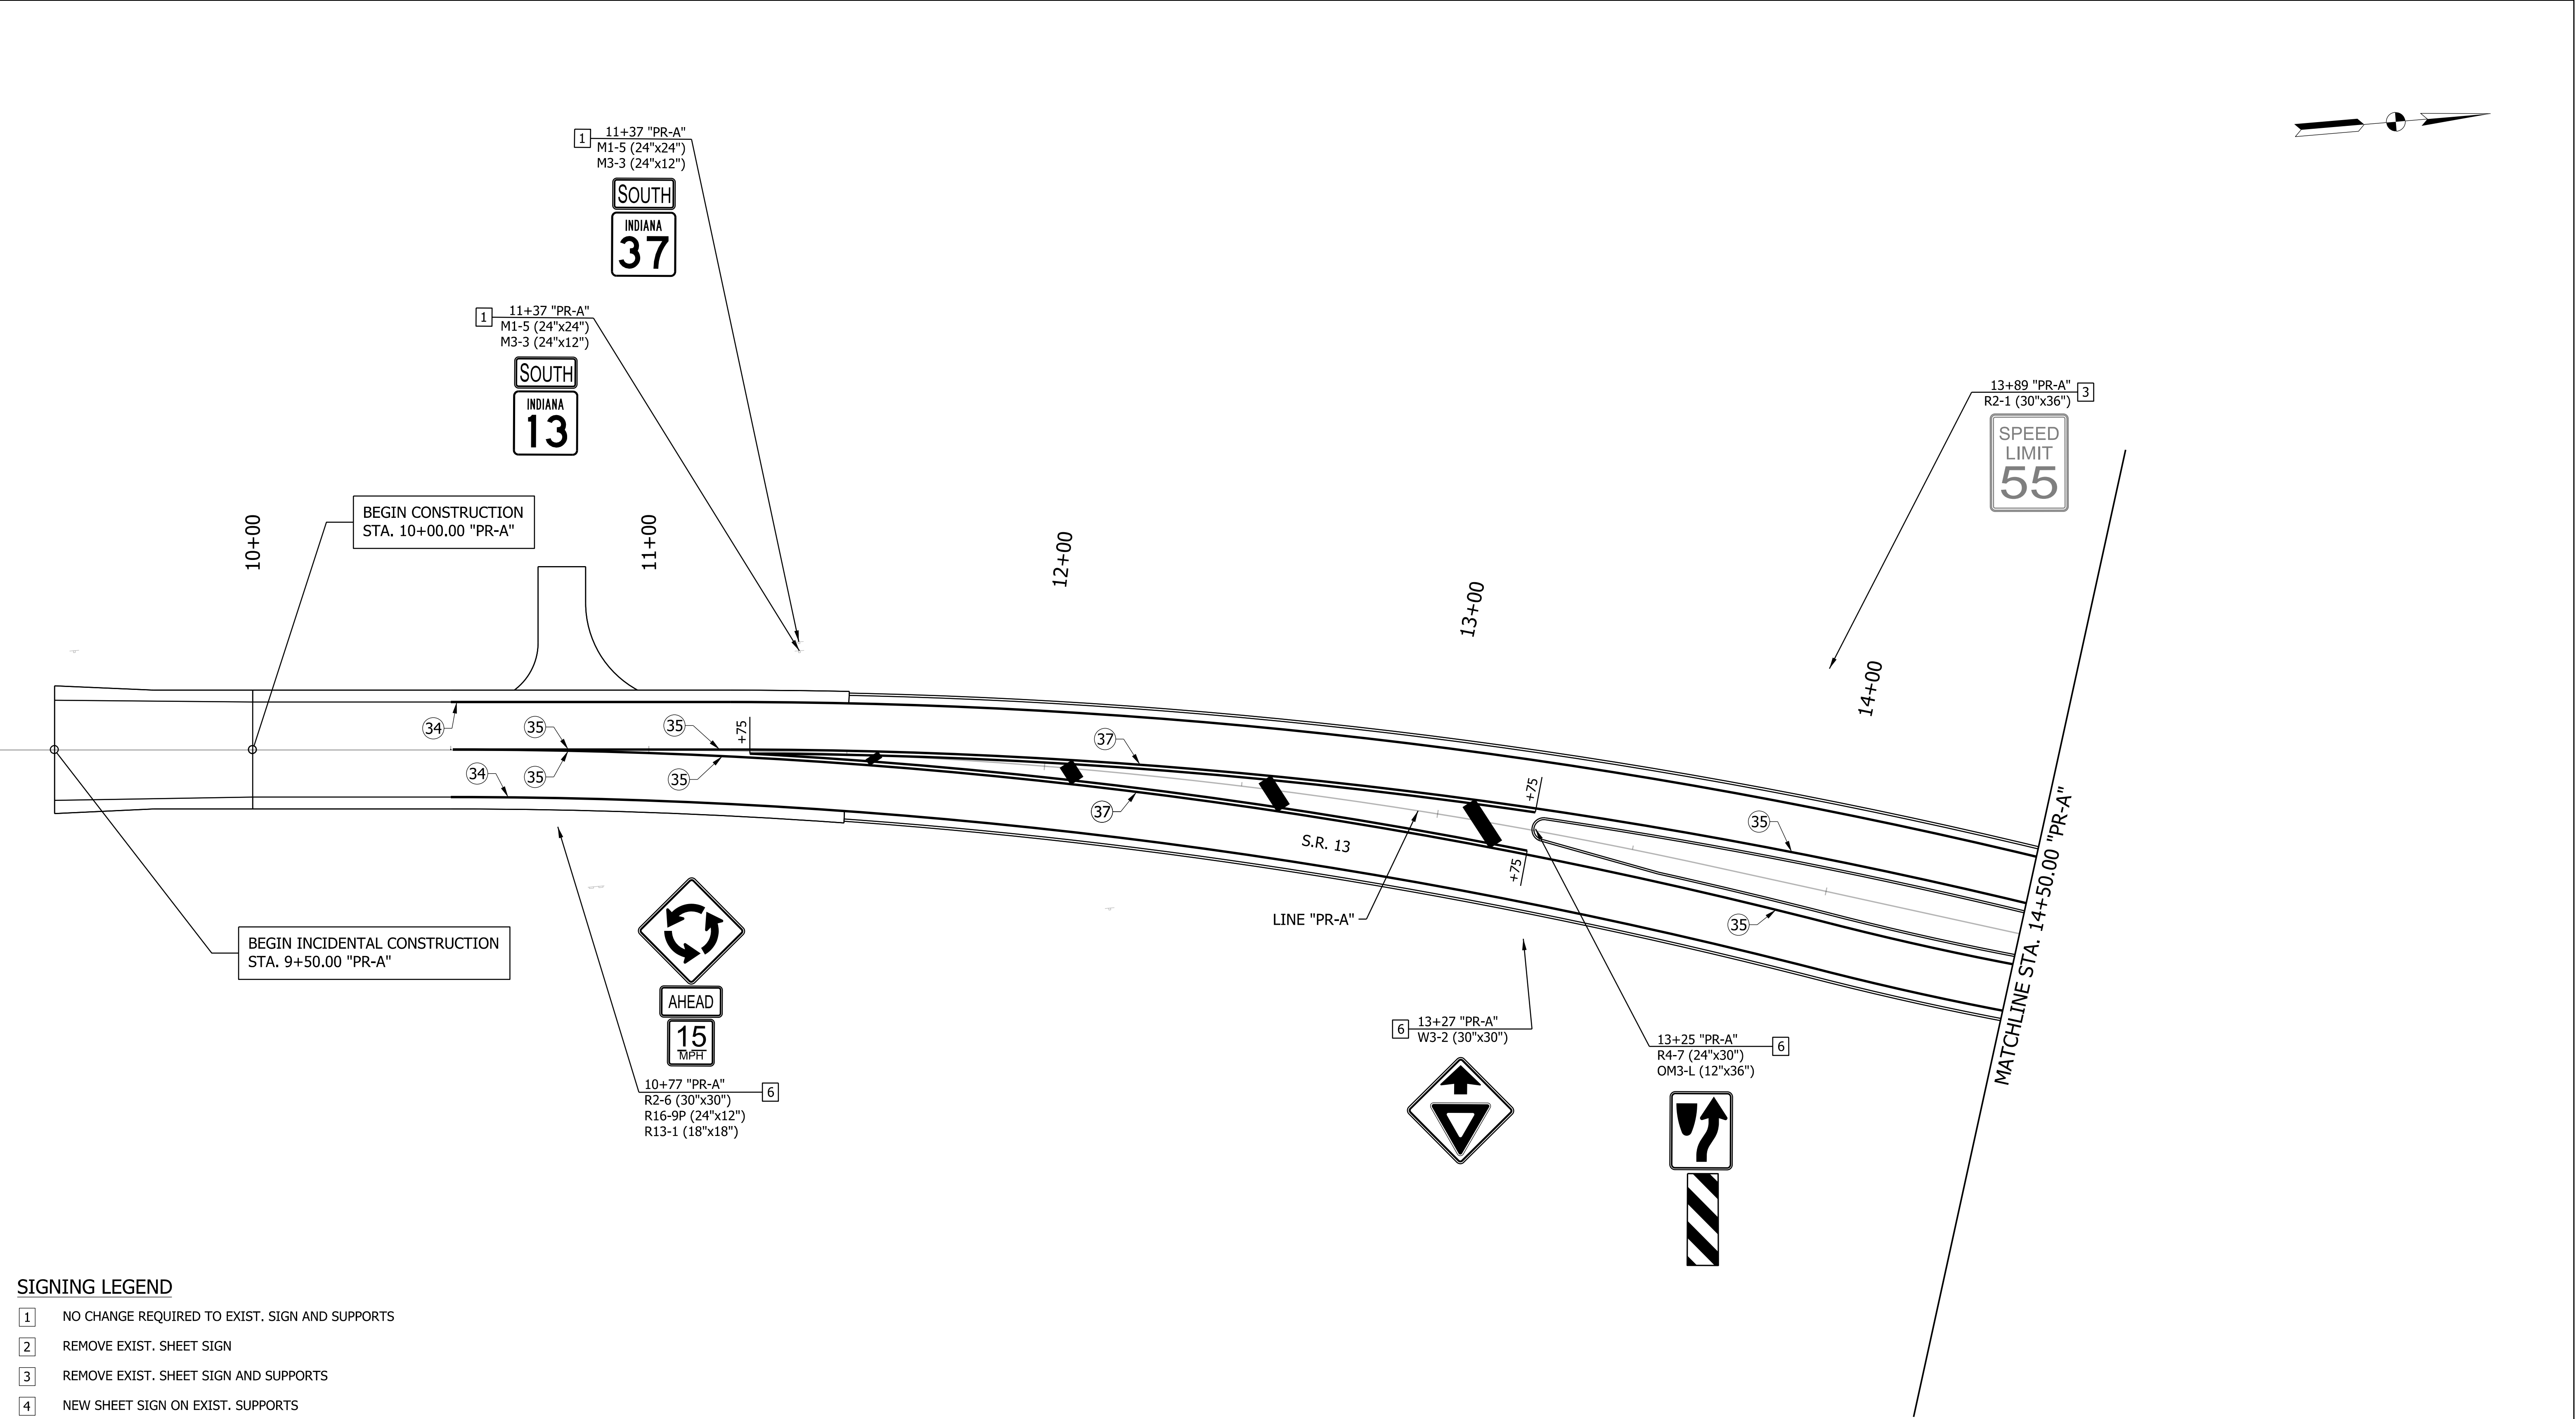 1
11+37 "PR-A"
M1-5 (24"x24")
M3-3 (24"x12")
SOUTH
INDIANA
37
1
11+37 "PR-A"
M1-5 (24"x24")
M3-3 (24"x12")
SOUTH
INDIANA
13
13+89 "PR-A"
3
R2-1 (30"x36")
SPEED
LIMIT
55
BEGIN CONSTRUCTION
STA. 10+00.00 "PR-A"
10+00
11+00
12+00
13+00
14+00
34
35
35
+75
37
34
35
35
37
+75
+75
35
35
S.R. 13
LINE "PR-A"
MATCHLINE STA. 14+50.00 "PR-A"
BEGIN INCIDENTAL CONSTRUCTION
STA. 9+50.00 "PR-A"
AHEAD
15
MPH
10+77 "PR-A"
6
R2-6 (30"x30")
R16-9P (24"x12")
R13-1 (18"x18")
6
13+27 "PR-A"
W3-2 (30"x30")
13+25 "PR-A"
6
R4-7 (24"x30")
OM3-L (12"x36")
SIGNING LEGEND
1 NO CHANGE REQUIRED TO EXIST. SIGN AND SUPPORTS
2 REMOVE EXIST. SHEET SIGN
3 REMOVE EXIST. SHEET SIGN AND SUPPORTS
4 NEW SHEET SIGN ON EXIST. SUPPORTS